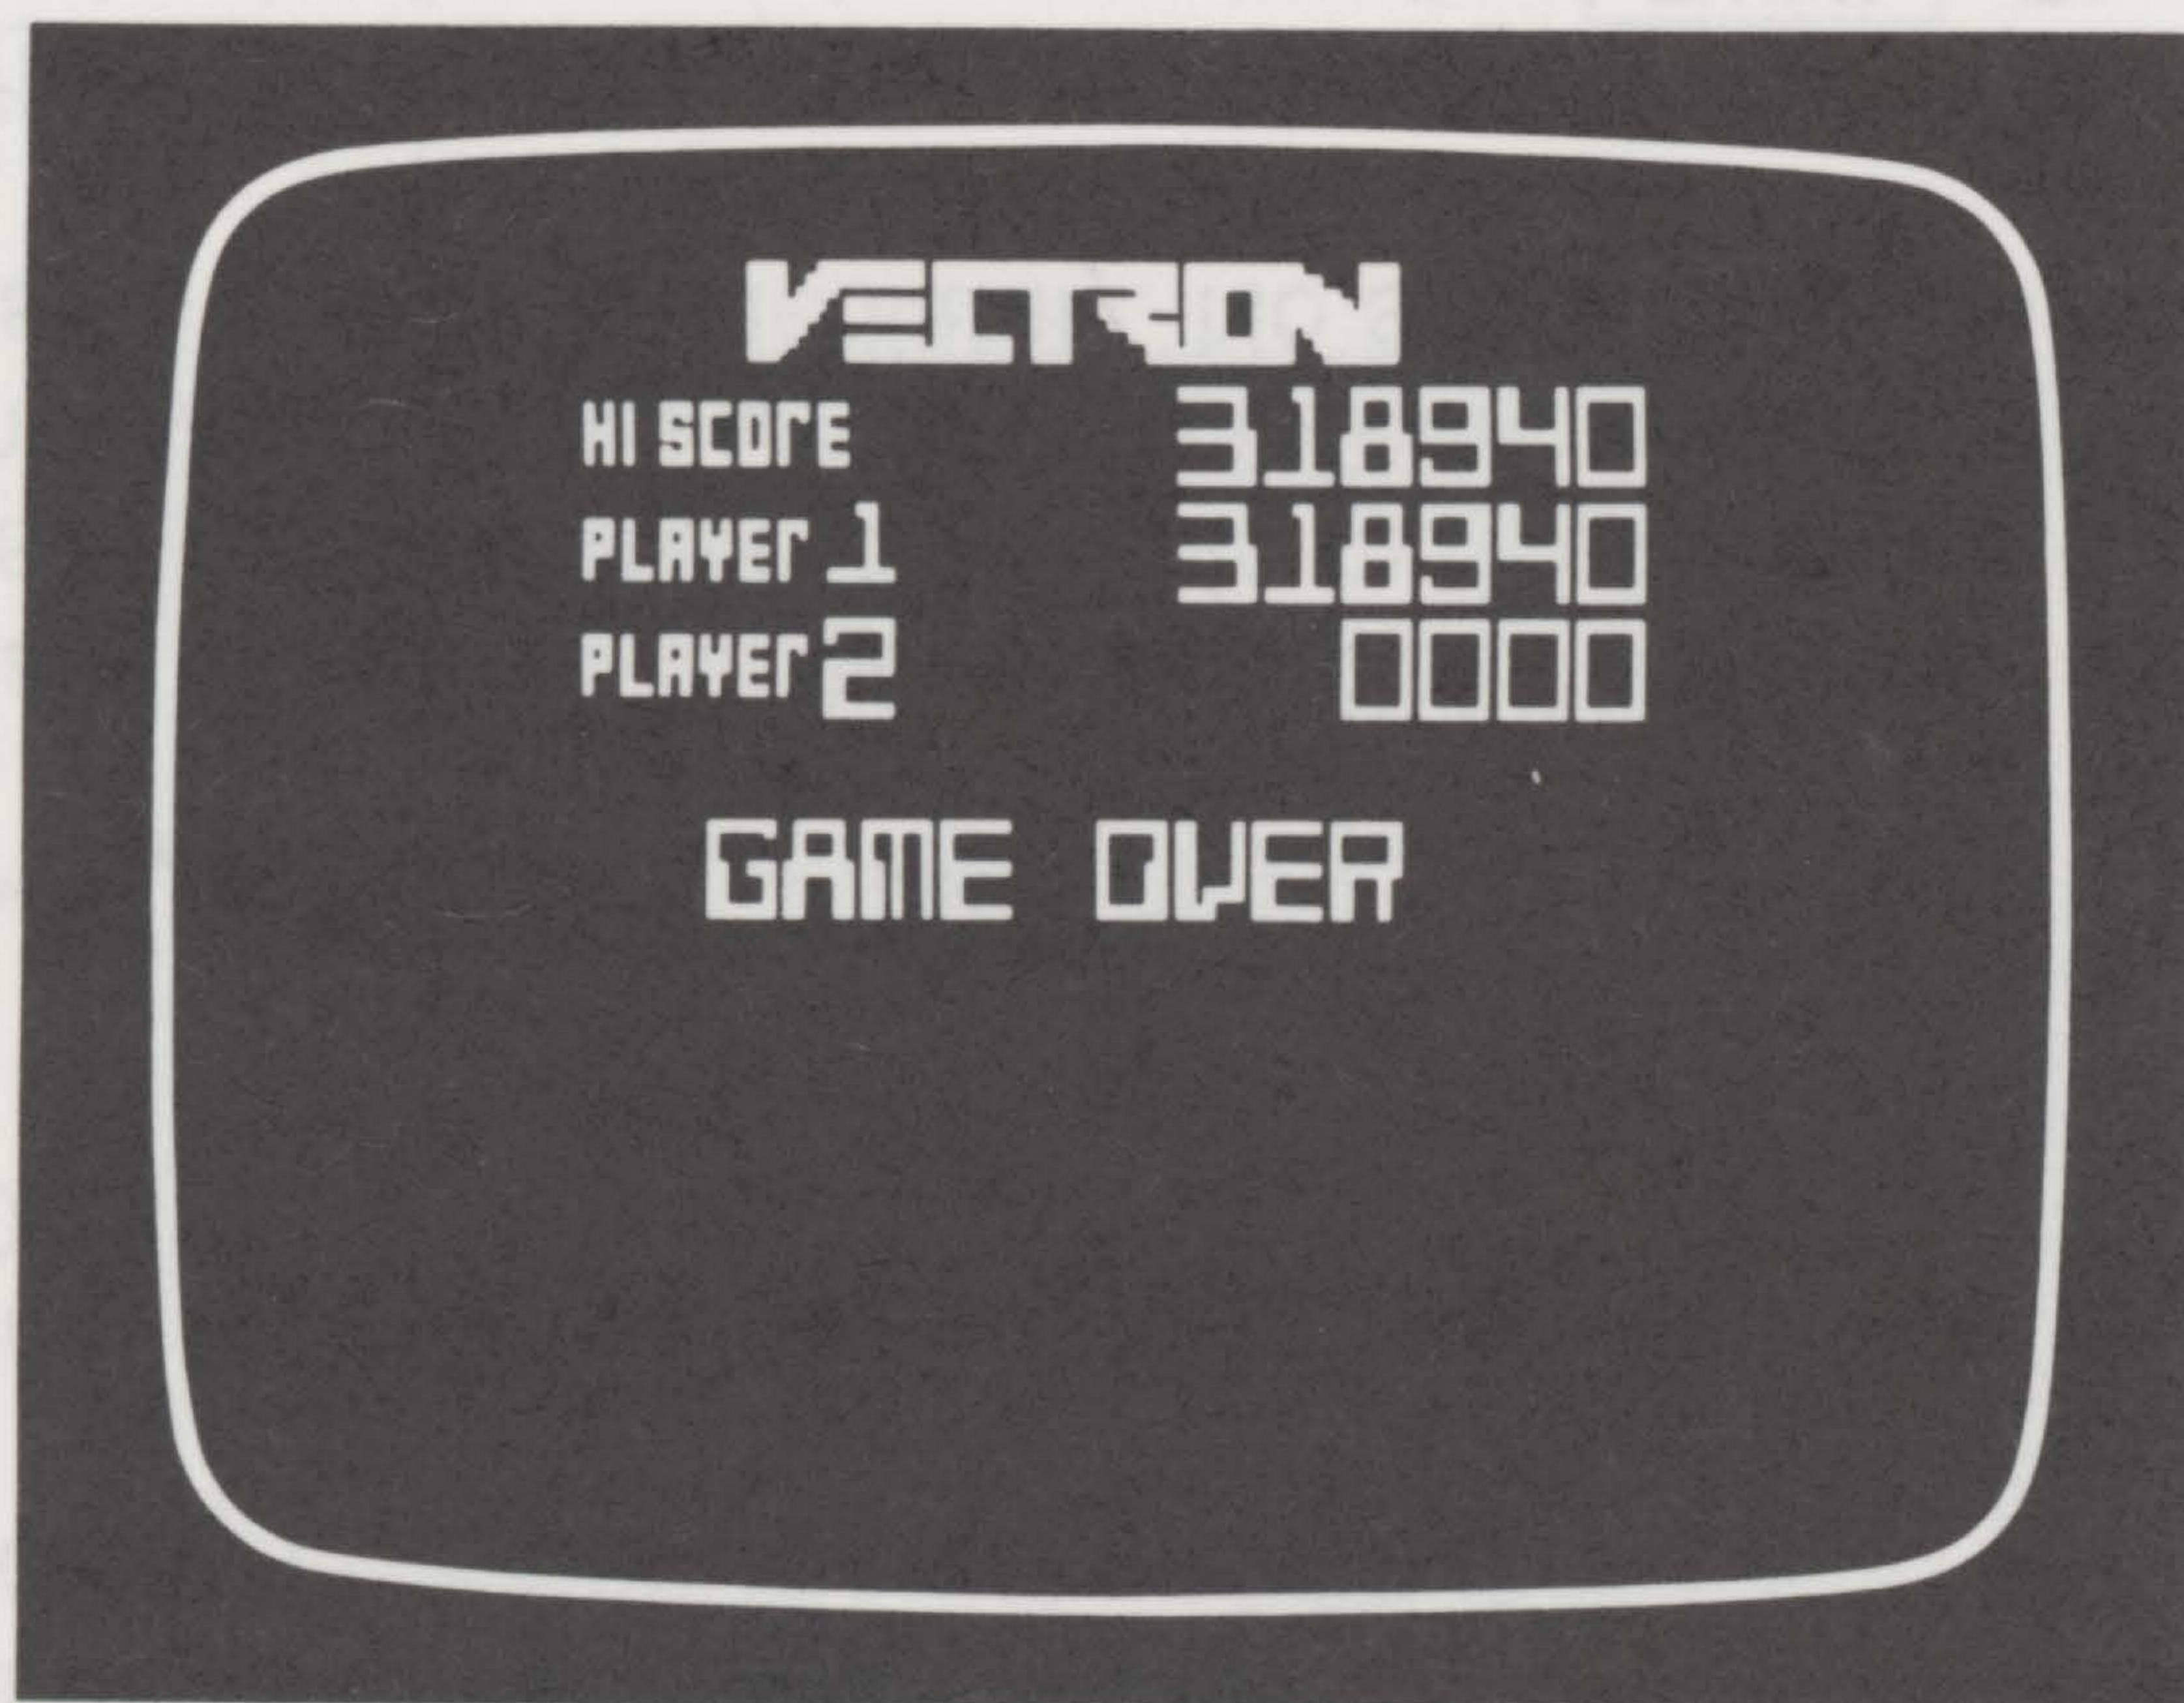 VECTRON
HI SCOrE 318940
PLAYEr 1 318940
PLAYEr 2 0000
GAME OVER